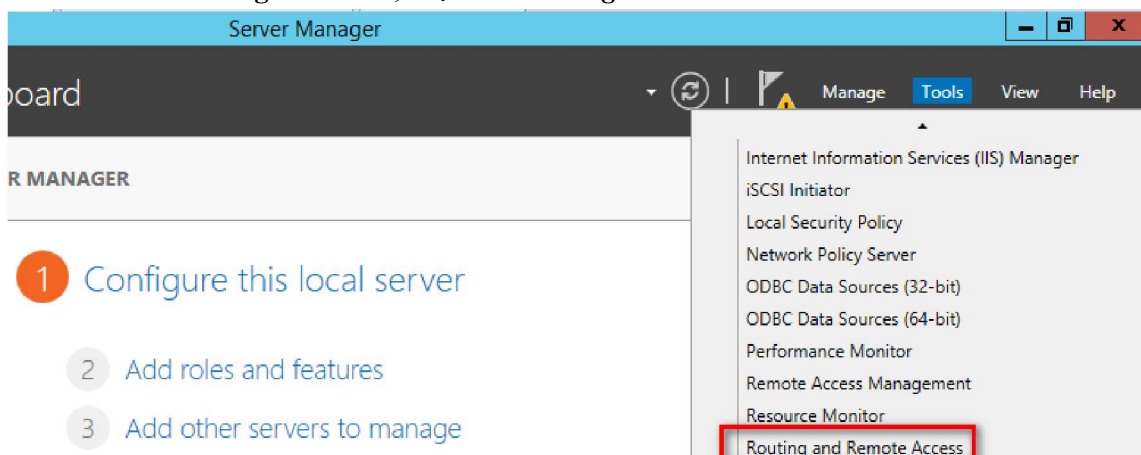 Server Manager
board
Manage Tools View Help
R MANAGER
Internet Information Services (IIS) Manager
iSCSI Initiator
Local Security Policy
Network Policy Server
ODBC Data Sources (32-bit)
ODBC Data Sources (64-bit)
Performance Monitor
Remote Access Management
Resource Monitor
Routing and Remote Access
1 Configure this local server
2 Add roles and features
3 Add other servers to manage